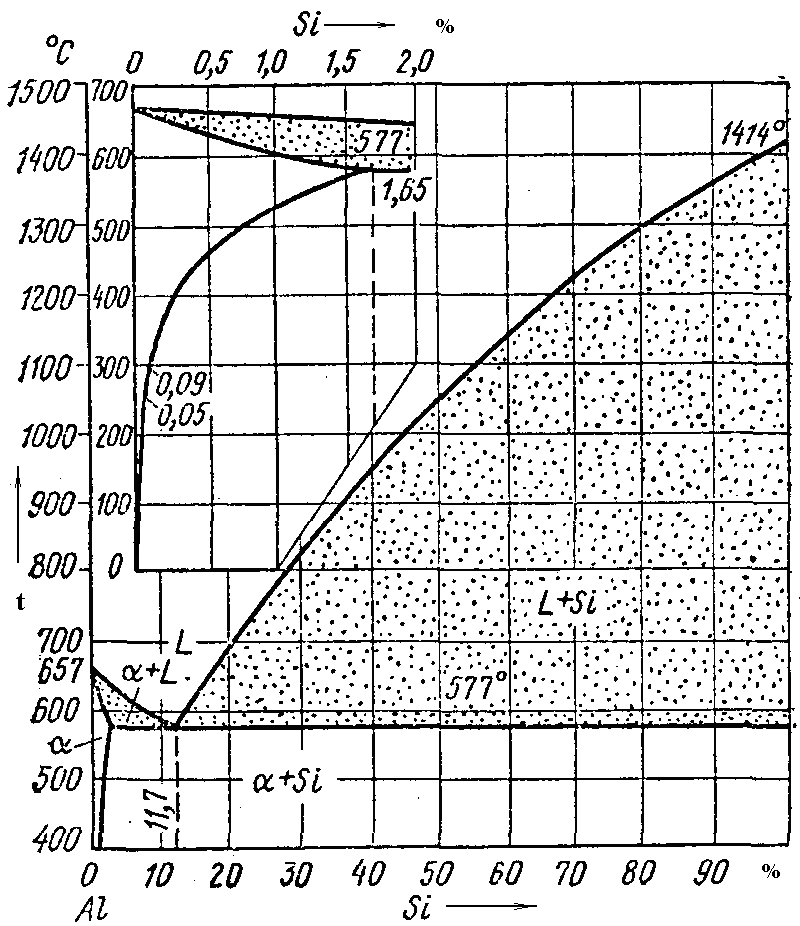 Si %
°C 0 0,5 1,0 1,5 2,0
1500 700
1414°
577
1400 600
1,65
1300 500
1200 400
1100 300
0,09
0,05
1000 200
900 100
800 0
t
L+Si
700 L
657 α+L
577°
600
α
500 α+Si
11,7
400
0 10 20 30 40 50 60 70 80 90 %
Al Si